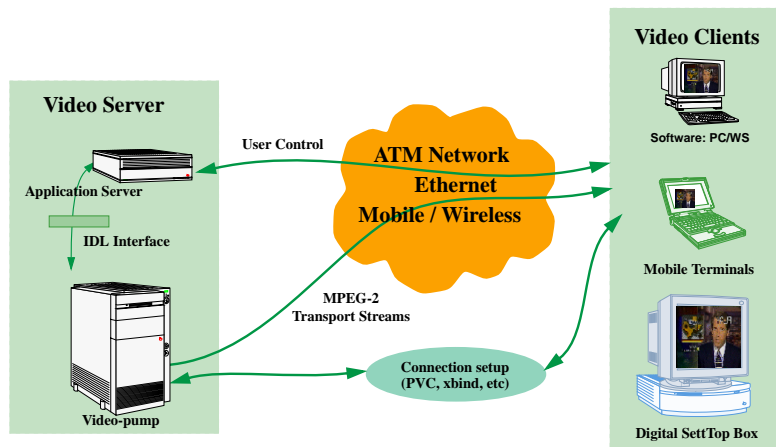 Video Server
Application Server
IDL Interface
Video-pump
User Control
ATM Network
Ethernet
Mobile / Wireless
MPEG-2
Transport Streams
Connection setup
(PVC, xbind, etc)
Video Clients
Software: PC/WS
Mobile Terminals
Digital SettTop Box